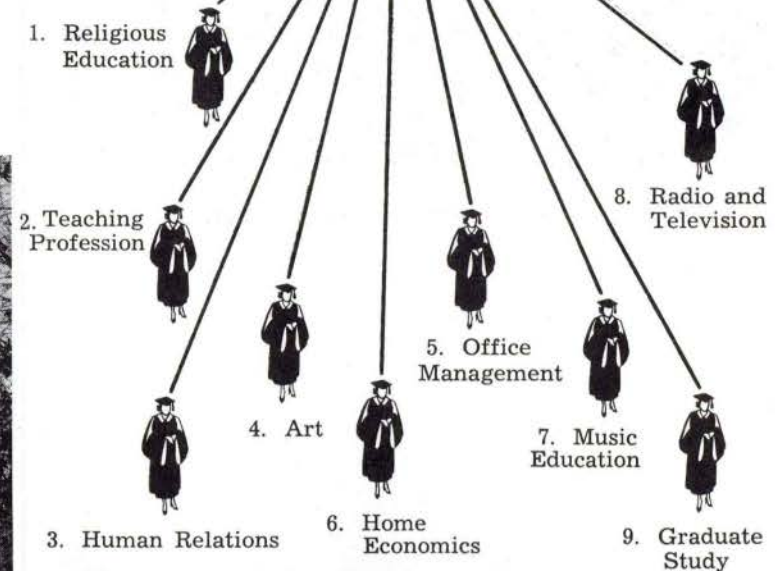 1. Religious
Education
2. Teaching
Profession
3. Human Relations
4. Art
5. Office
Management
6. Home
Economics
7. Music
Education
8. Radio and
Television
9. Graduate
Study